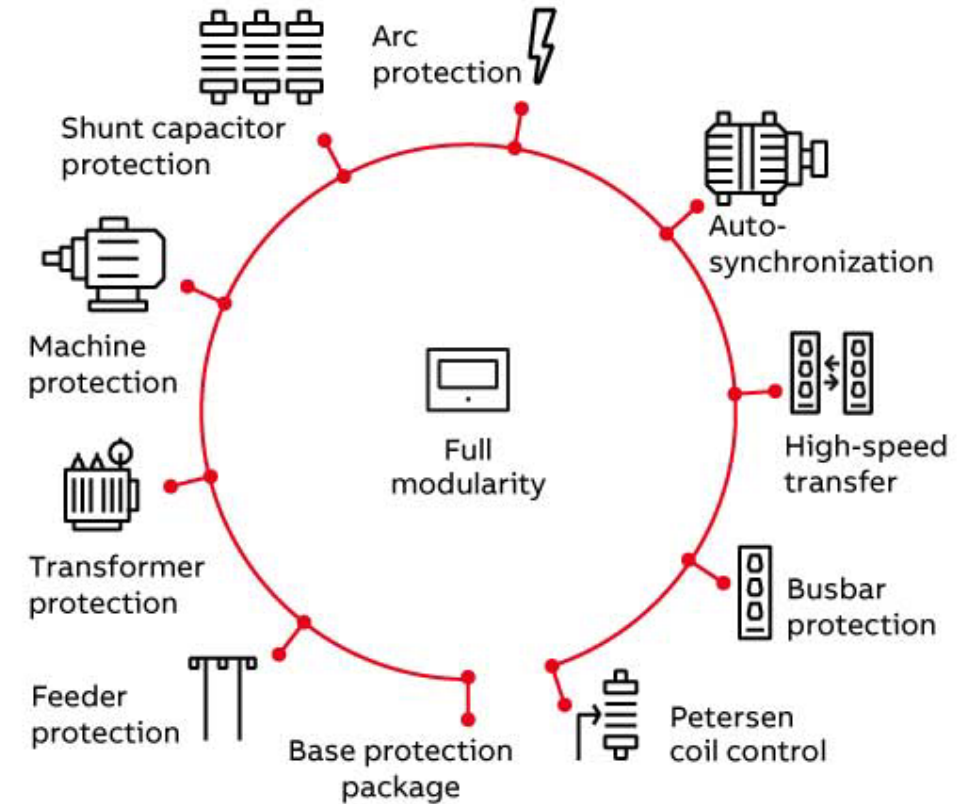 Arc
protection
Shunt capacitor
protection
Auto-
synchronization
Machine
protection
Full
modularity
High-speed
transfer
Transformer
protection
Busbar
protection
Feeder
protection
Base protection
package
Petersen
coil control